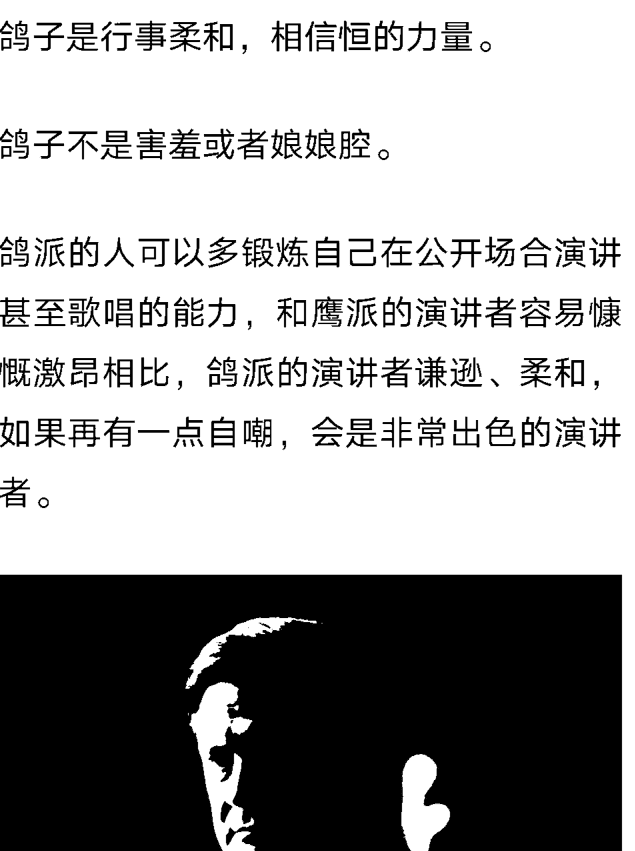 鸽子是行事柔和，相信恒的力量。
鸽子不是害羞或者娘娘腔。
鸽派的人可以多锻炼自己在公开场合演讲
甚至歌唱的能力，和鹰派的演讲者容易慷
慨激昂相比，鸽派的演讲者谦逊、柔和，
如果再有一点自嘲，会是非常出色的演讲
者。